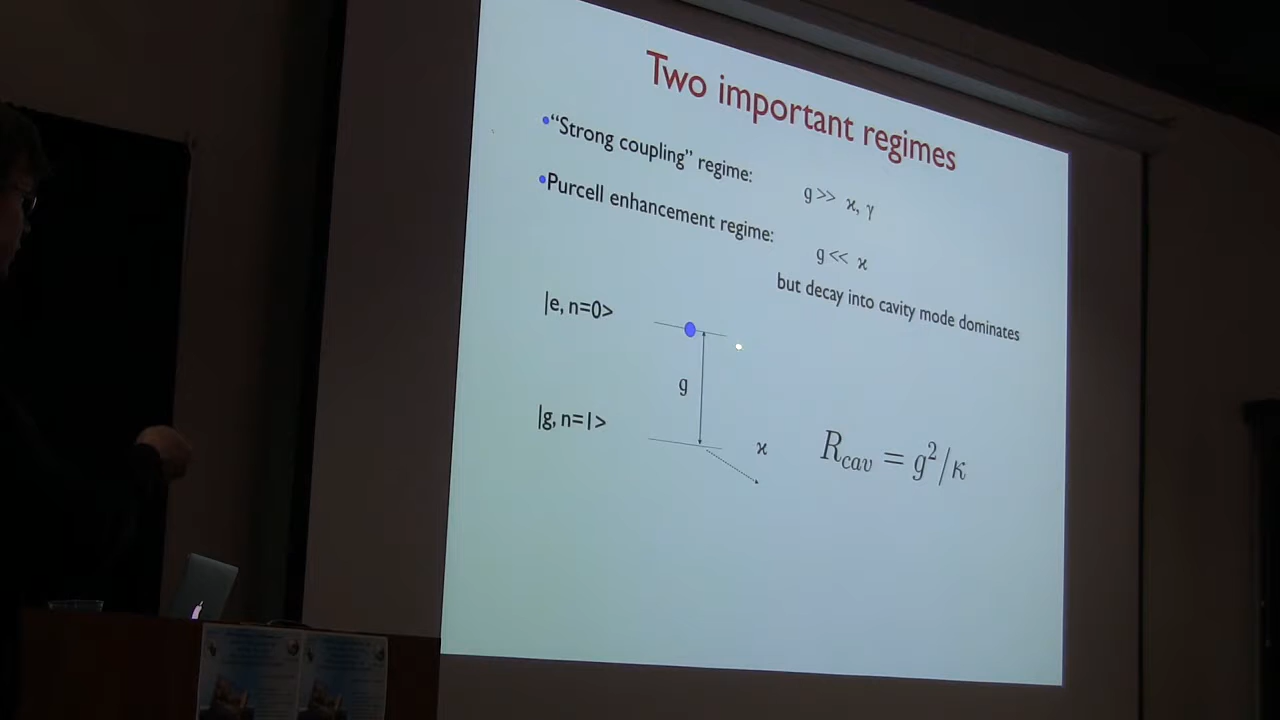 Two important regimes
•“Strong coupling” regime: g >> ϰ, γ
•Purcell enhancement regime: g << ϰ
but decay into cavity mode dominates
|e, n=0>
g
|g, n=1>
ϰ
R_cav = g²/κ